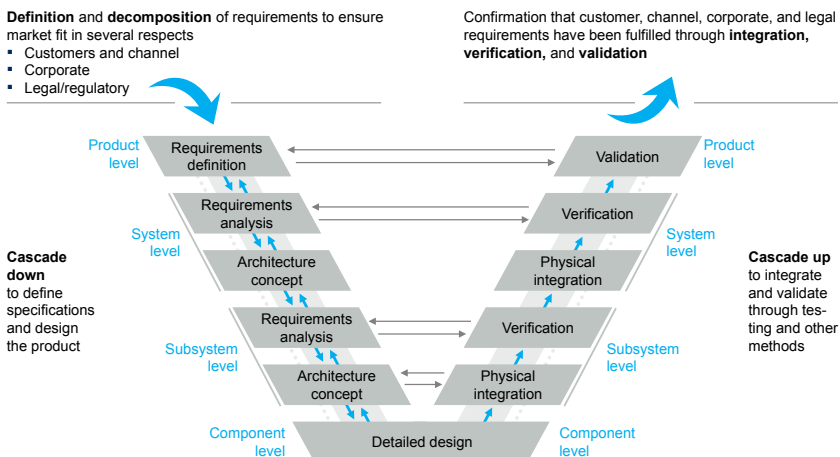 Definition and decomposition of requirements to ensure
market fit in several respects
▪ Customers and channel
▪ Corporate
▪ Legal/regulatory
Confirmation that customer, channel, corporate, and legal
requirements have been fulfilled through integration,
verification, and validation
Product
level
Requirements
definition
Validation
Product
level
Requirements
analysis
Verification
System
level
System
level
Architecture
concept
Physical
integration
Cascade
down
to define
specifications
and design
the product
Cascade up
to integrate
and validate
through tes-
ting and other
methods
Requirements
analysis
Verification
Subsystem
level
Subsystem
level
Architecture
concept
Physical
integration
Component
level
Detailed design
Component
level